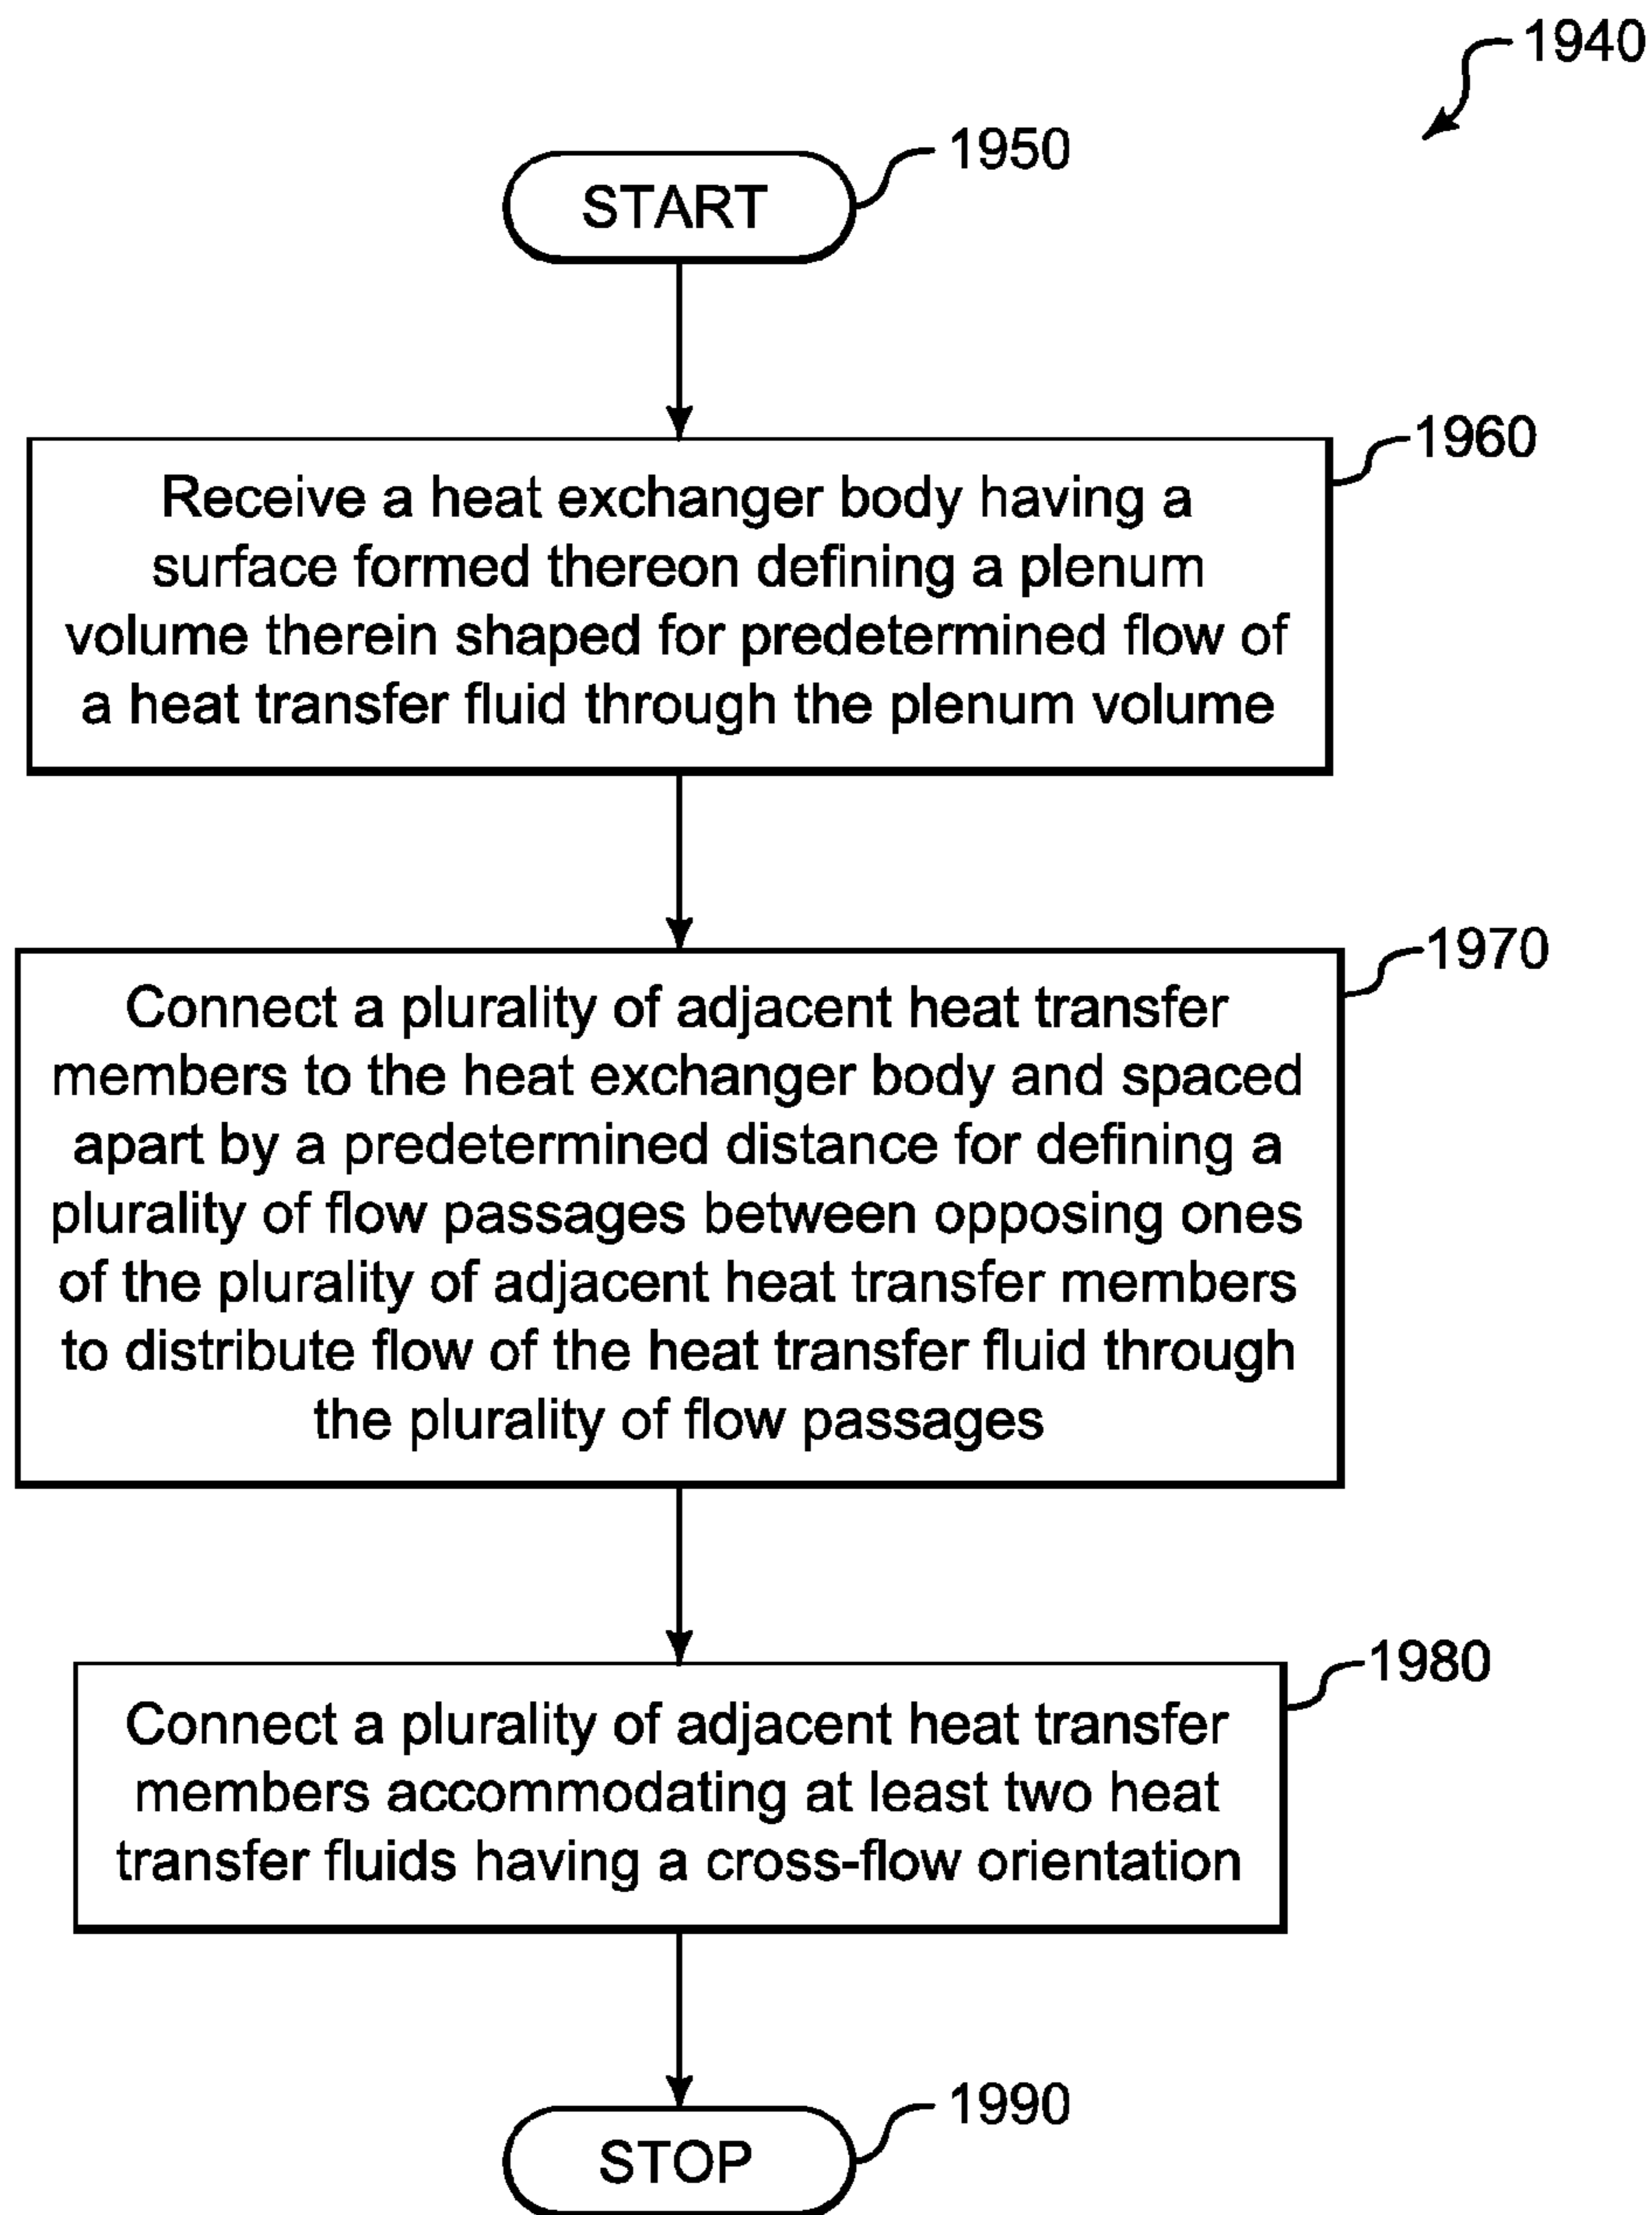 1940
1950
START
1960
Receive a heat exchanger body having a
surface formed thereon defining a plenum
volume therein shaped for predetermined flow of
a heat transfer fluid through the plenum volume
1970
Connect a plurality of adjacent heat transfer
members to the heat exchanger body and spaced
apart by a predetermined distance for defining a
plurality of flow passages between opposing ones
of the plurality of adjacent heat transfer members
to distribute flow of the heat transfer fluid through
the plurality of flow passages
1980
Connect a plurality of adjacent heat transfer
members accommodating at least two heat
transfer fluids having a cross-flow orientation
1990
STOP